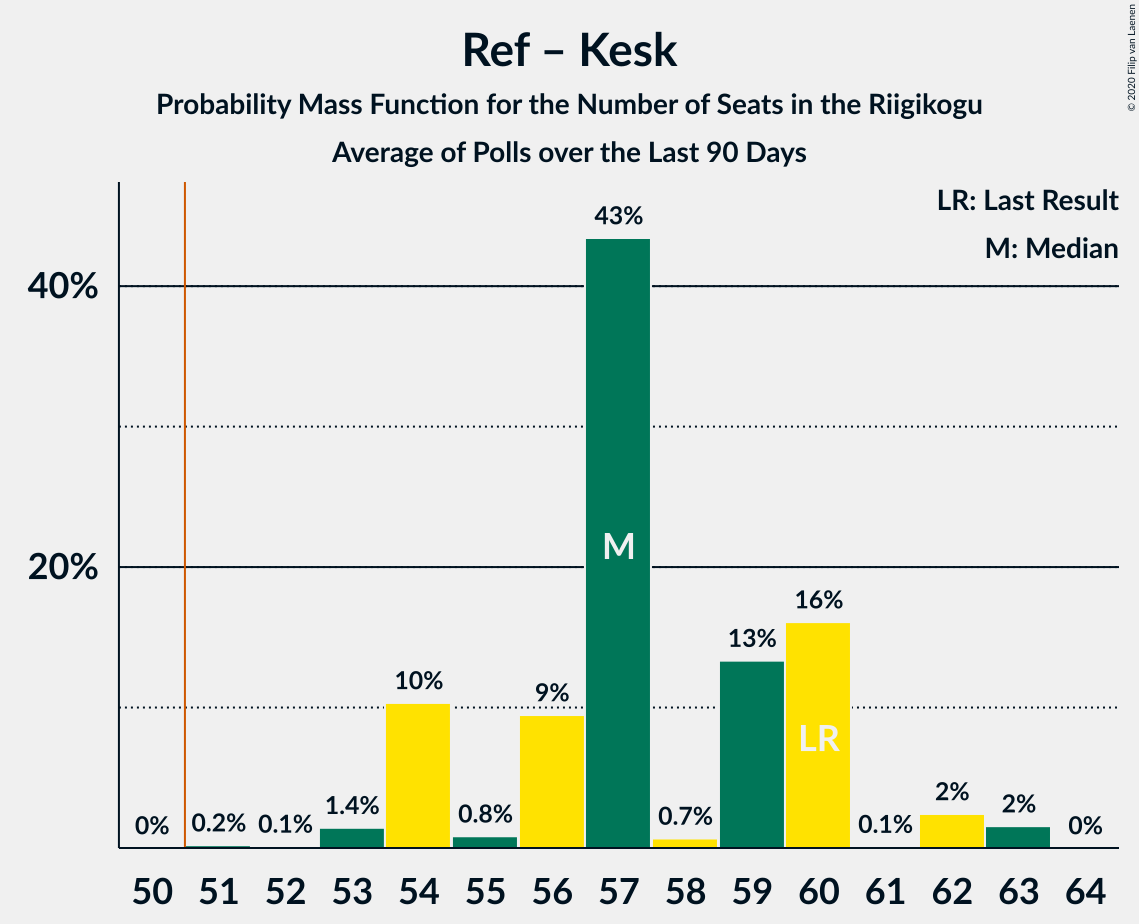 Ref – Kesk
Probability Mass Function for the Number of Seats in the Riigikogu
Average of Polls over the Last 90 Days
© 2020 Filip van Laenen
LR: Last Result
M: Median
40%
20%
0%
0.2%
0.1%
1.4%
10%
0.8%
9%
43%
0.7%
13%
16%
0.1%
2%
2%
0%
M
LR
50 51 52 53 54 55 56 57 58 59 60 61 62 63 64